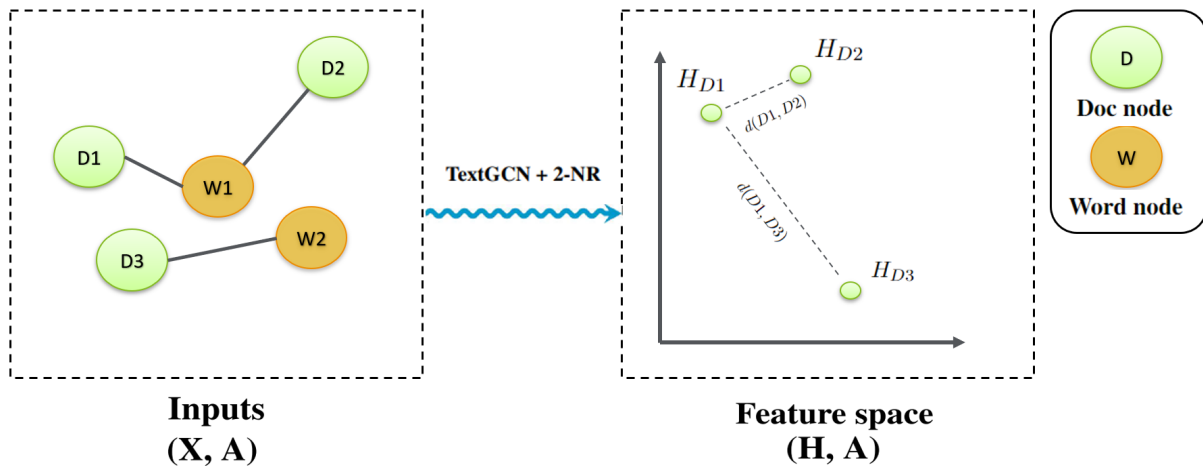 D1
D2
W1
D3
W2
Inputs
(X, A)
TextGCN + 2-NR
H_{D1}
H_{D2}
d(D1, D2)
d(D1, D3)
H_{D3}
Feature space
(H, A)
D
Doc node
W
Word node